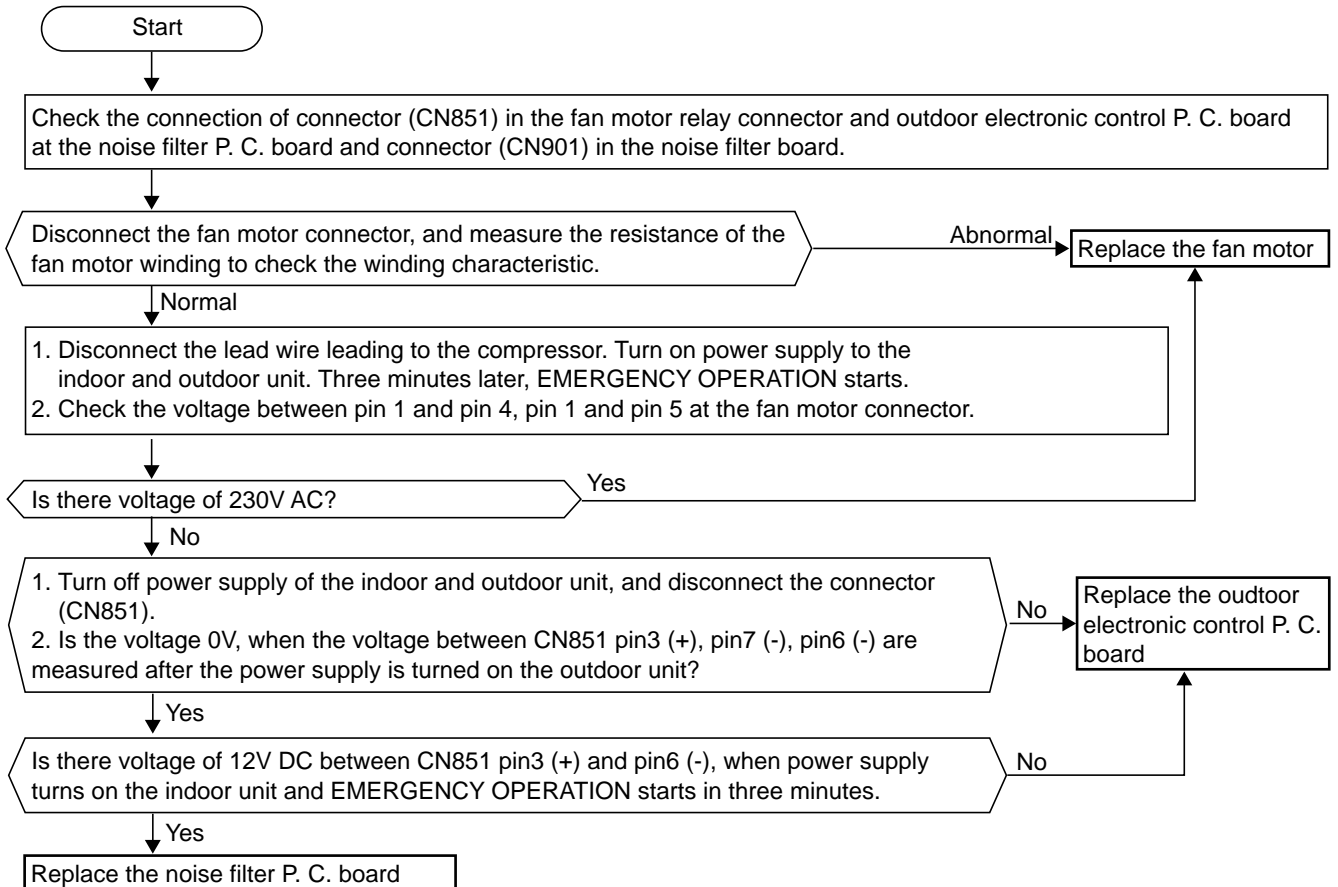 Start
Check the connection of connector (CN851) in the fan motor relay connector and outdoor electronic control P. C. board
at the noise filter P. C. board and connector (CN901) in the noise filter board.
Disconnect the fan motor connector, and measure the resistance of the
fan motor winding to check the winding characteristic.
Abnormal
Replace the fan motor
Normal
1. Disconnect the lead wire leading to the compressor. Turn on power supply to the
indoor and outdoor unit. Three minutes later, EMERGENCY OPERATION starts.
2. Check the voltage between pin 1 and pin 4, pin 1 and pin 5 at the fan motor connector.
Is there voltage of 230V AC?
Yes
No
1. Turn off power supply of the indoor and outdoor unit, and disconnect the connector
(CN851).
2. Is the voltage 0V, when the voltage between CN851 pin3 (+), pin7 (-), pin6 (-) are
measured after the power supply is turned on the outdoor unit?
No
Replace the oudtoor
electronic control P. C.
board
Yes
Is there voltage of 12V DC between CN851 pin3 (+) and pin6 (-), when power supply
turns on the indoor unit and EMERGENCY OPERATION starts in three minutes.
No
Yes
Replace the noise filter P. C. board